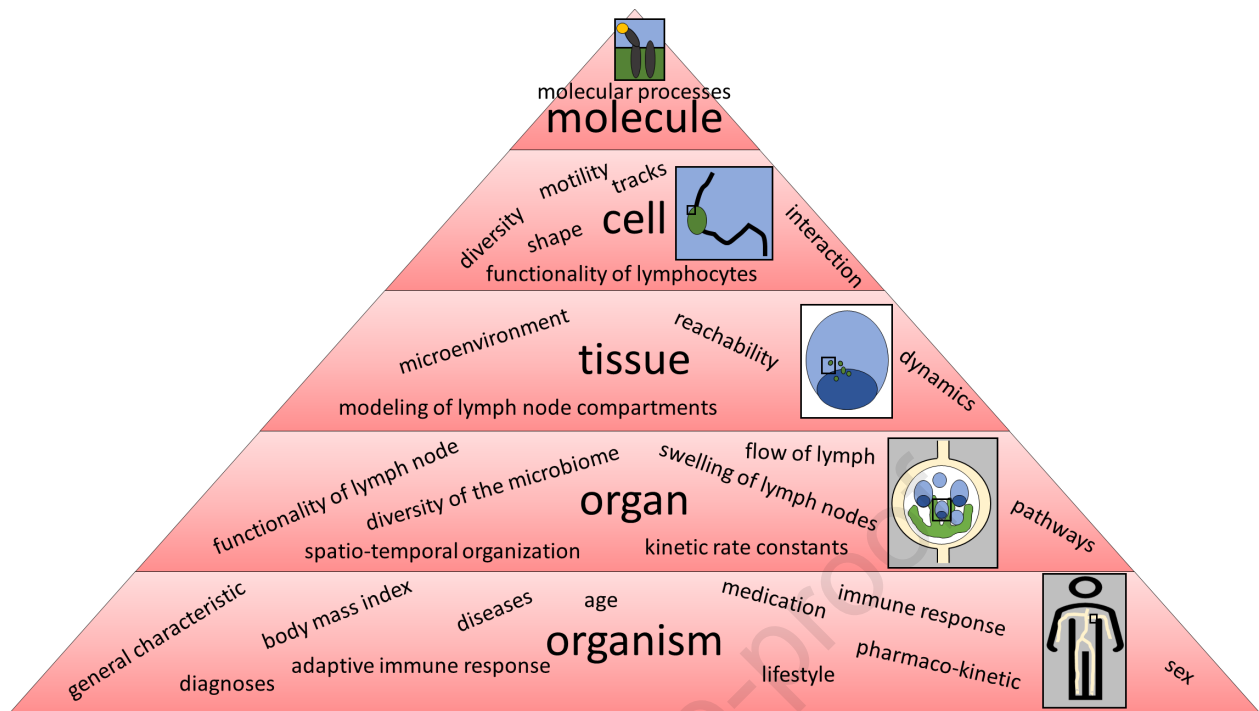 molecular processes
molecule
motility
tracks
diversity
shape
cell
interaction
functionality of lymphocytes
microenvironment
reachability
tissue
dynamics
modeling of lymph node compartments
functionality of lymph node
diversity of the microbiome
swelling of lymph nodes
flow of lymph
organ
pathways
spatio-temporal organization
kinetic rate constants
general characteristic
body mass index
diseases
age
medication
immune response
organism
adaptive immune response
diagnoses
lifestyle
pharmaco-kinetic
sex